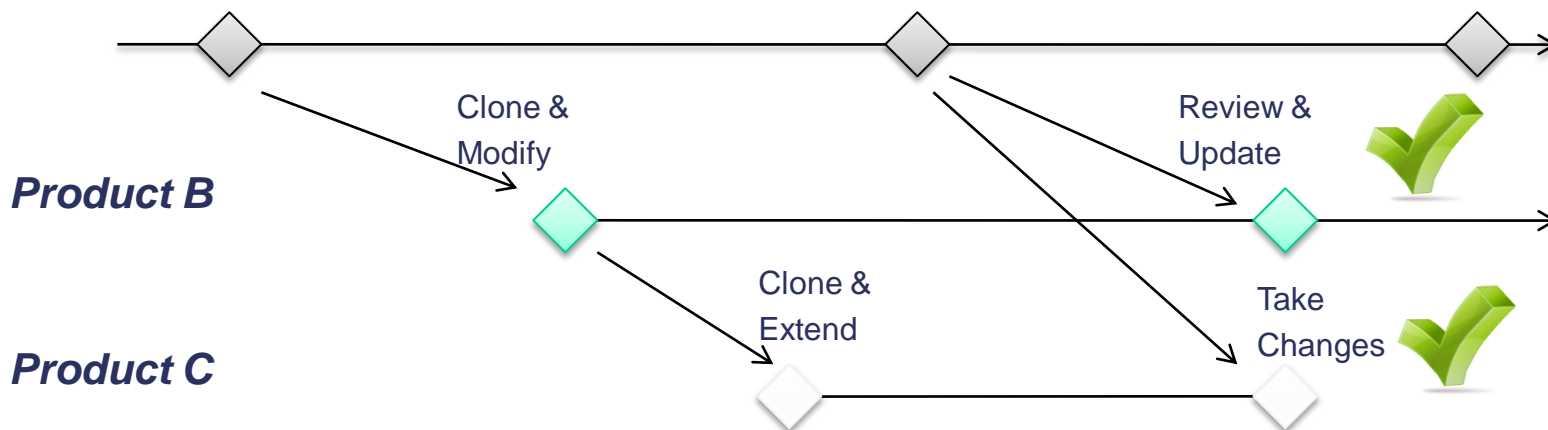 Clone &
Modify
Review &
Update
Product B
Clone &
Extend
Take
Changes
Product C